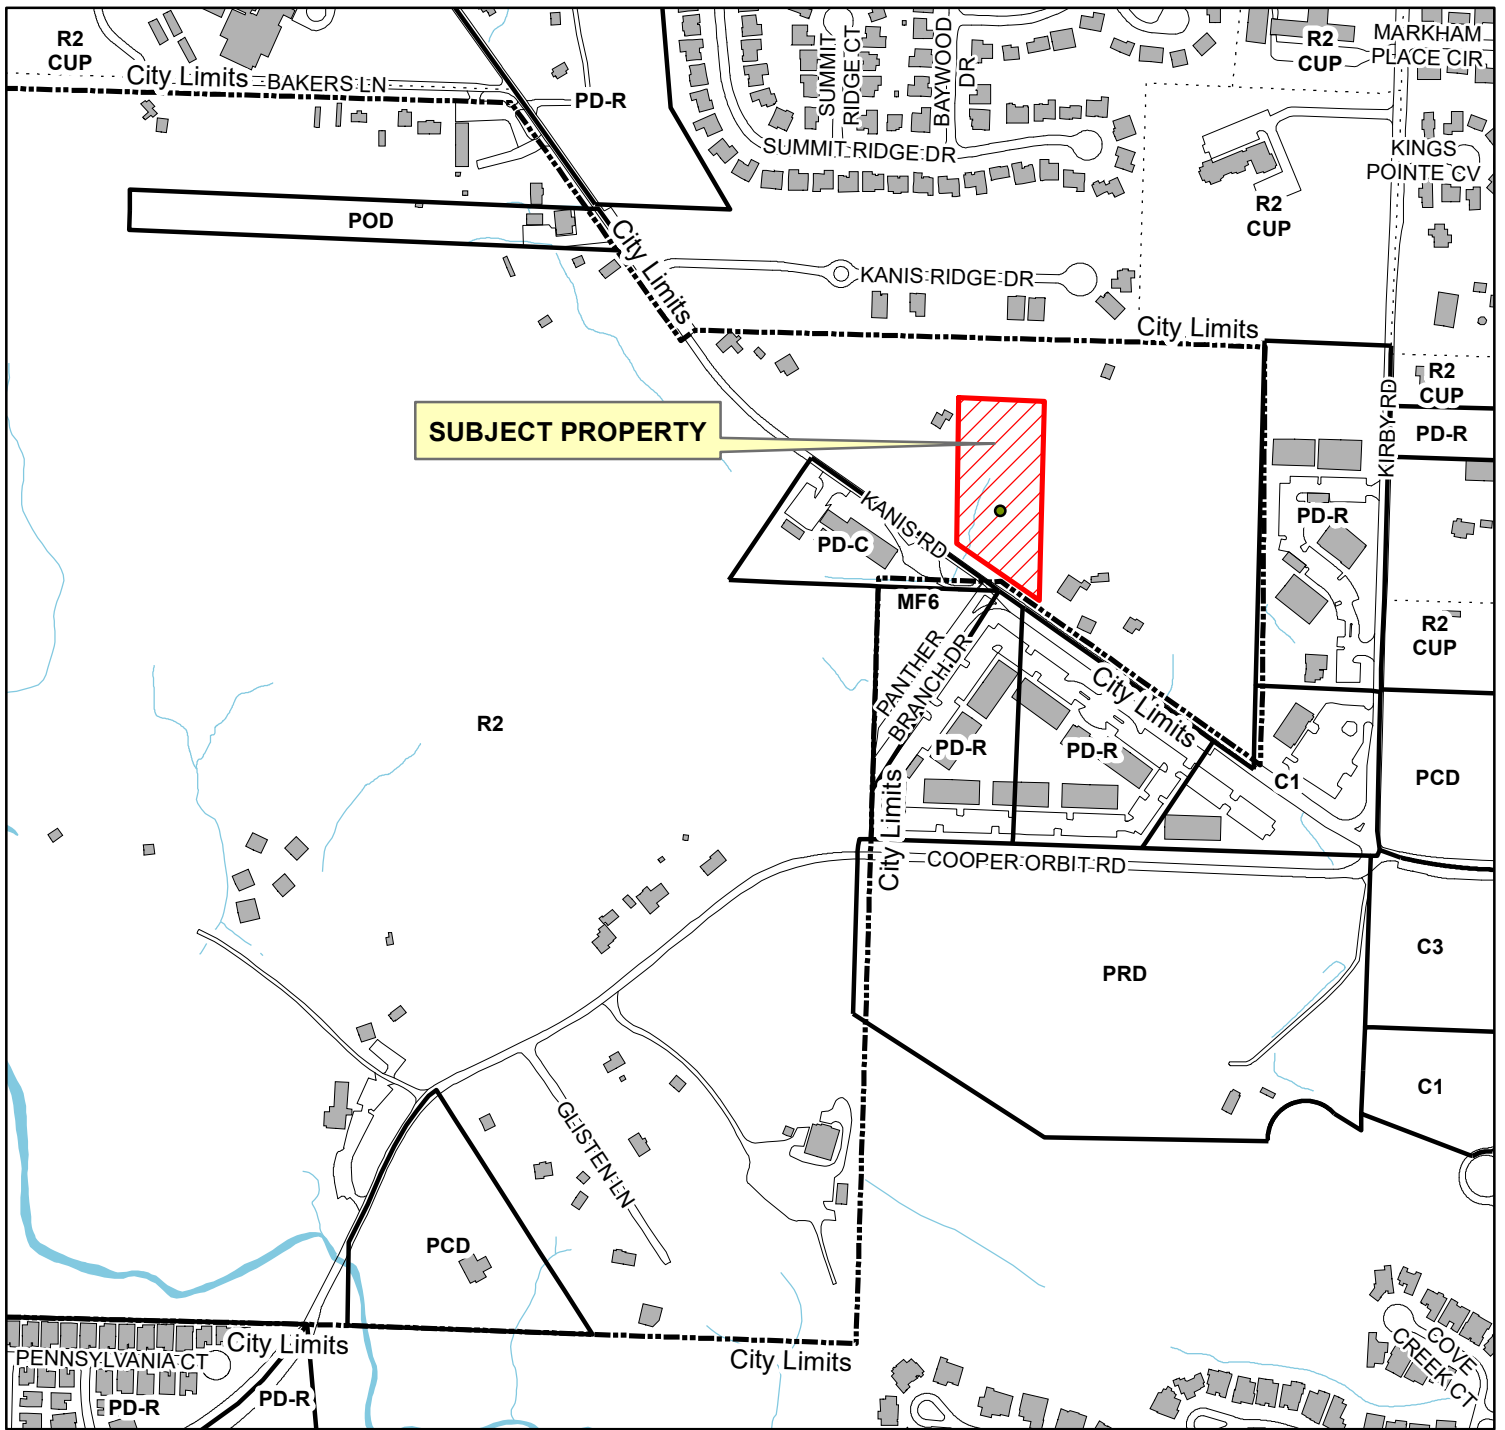 R2
CUP
City Limits
BAKERS LN
PD-R
SUMMIT
RIDGE CT
BAYWOOD
DR
SUMMIT RIDGE DR
R2
CUP
MARKHAM
PLACE CIR
KINGS
POINTE CV
R2
CUP
POD
City Limits
KANIS RIDGE DR
City Limits
R2
CUP
KIRBY RD
PD-R
SUBJECT PROPERTY
KANIS RD
PD-C
PD-R
MF6
R2
CUP
PANTHER
BRANCH DR
City Limits
R2
PD-R
PD-R
C1
PCD
City Limits
COOPER ORBIT RD
C3
PRD
C1
GLISTEN LN
PCD
City Limits
City Limits
PENNSYLVANIA CT
PD-R
PD-R
COVE
CREEK CT